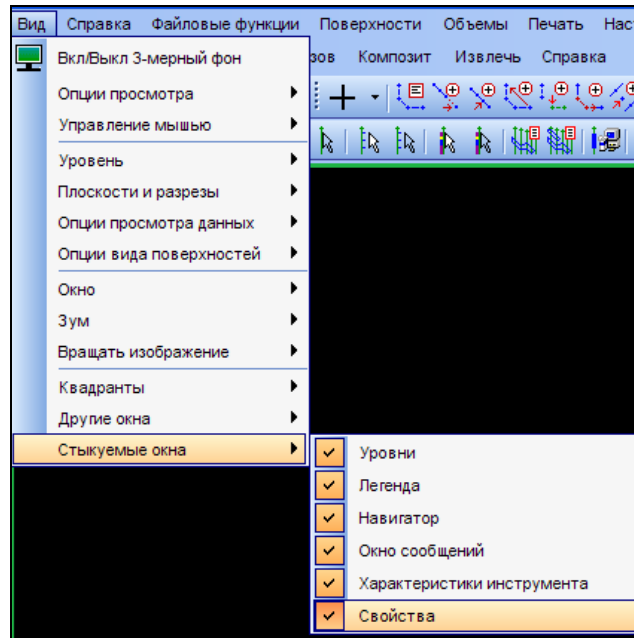 Вид Справка Файловые функции Поверхности Объемы Печать
Вкл/Выкл 3-мерный фон
Композит Извлечь Справка
Опции просмотра
Управление мышью
Уровень
Плоскости и разрезы
Опции просмотра данных
Опции вида поверхностей
Окно
Зум
Вращать изображение
Квадранты
Другие окна
Стыкуемые окна
Уровни
Легенда
Навигатор
Окно сообщений
Характеристики инструмента
Свойства